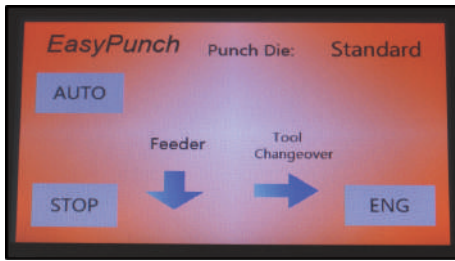 EasyPunch Punch Die: Standard
AUTO
Feeder
Tool
Changeover
STOP
ENG